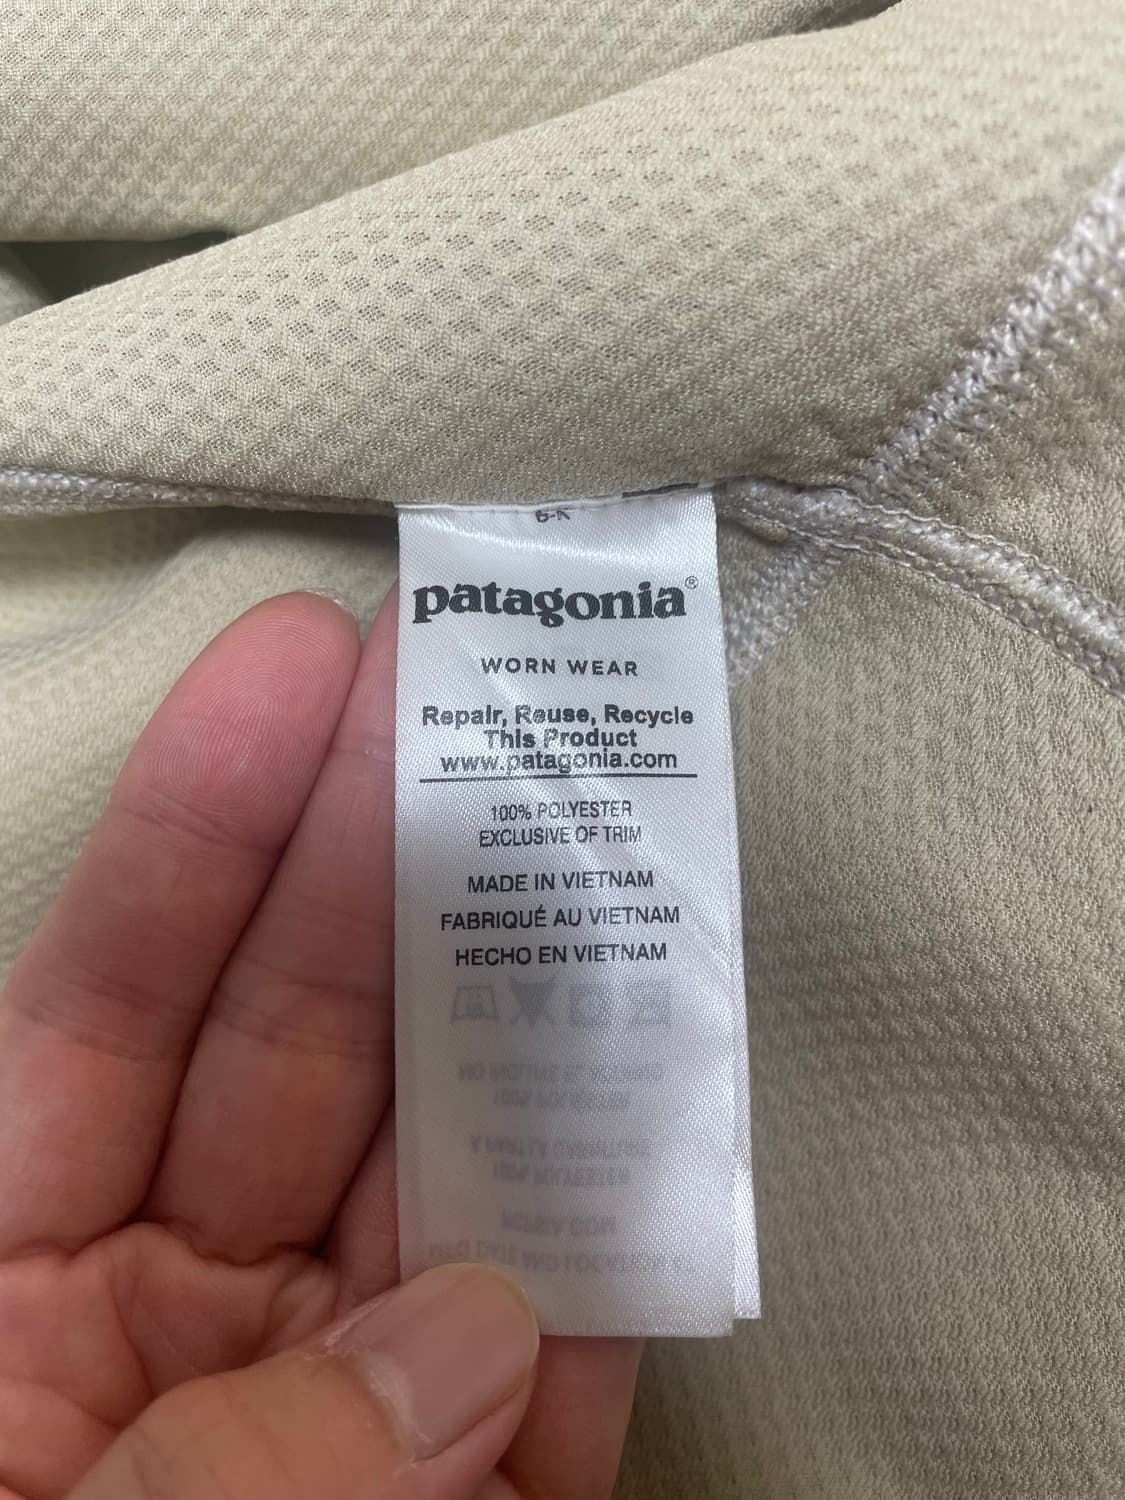 patagonia®
WORN WEAR
Repair, Reuse, Recycle
This Product
www.patagonia.com
100% POLYESTER
EXCLUSIVE OF TRIM
MADE IN VIETNAM
FABRIQUÉ AU VIETNAM
HECHO EN VIETNAM